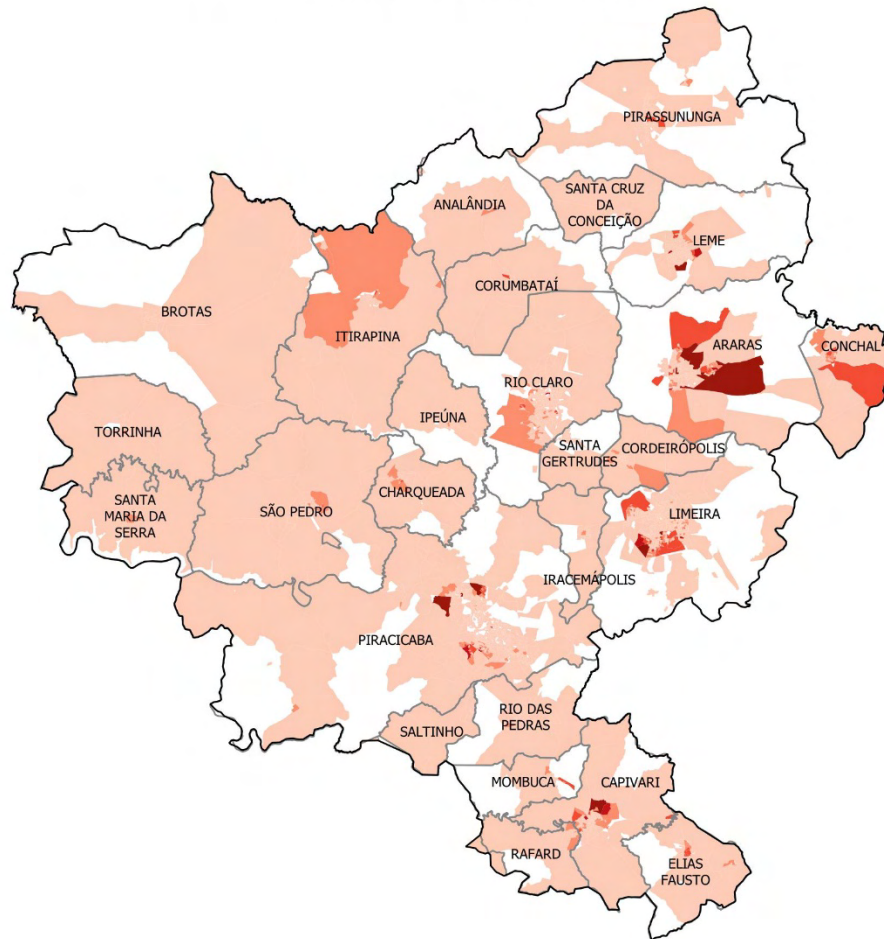 PIRASSUNUNGA
SANTA CRUZ
DA
CONCEIÇÃO
ANALÂNDIA
LEME
CORUMBATAÍ
BROTAS
ITIRAPINA
ARARAS
CONCHAL
RIO CLARO
IPEÚNA
TORRINHA
SANTA
GERTRUDES
CORDEIRÓPOLIS
CHARQUEADA
SANTA
MARIA DA
SERRA
SÃO PEDRO
LIMEIRA
IRACEMÁPOLIS
PIRACICABA
RIO DAS
PEDRAS
SALTINHO
MOMBUCA
CAPIVARI
RAFARD
ELIAS
FAUSTO